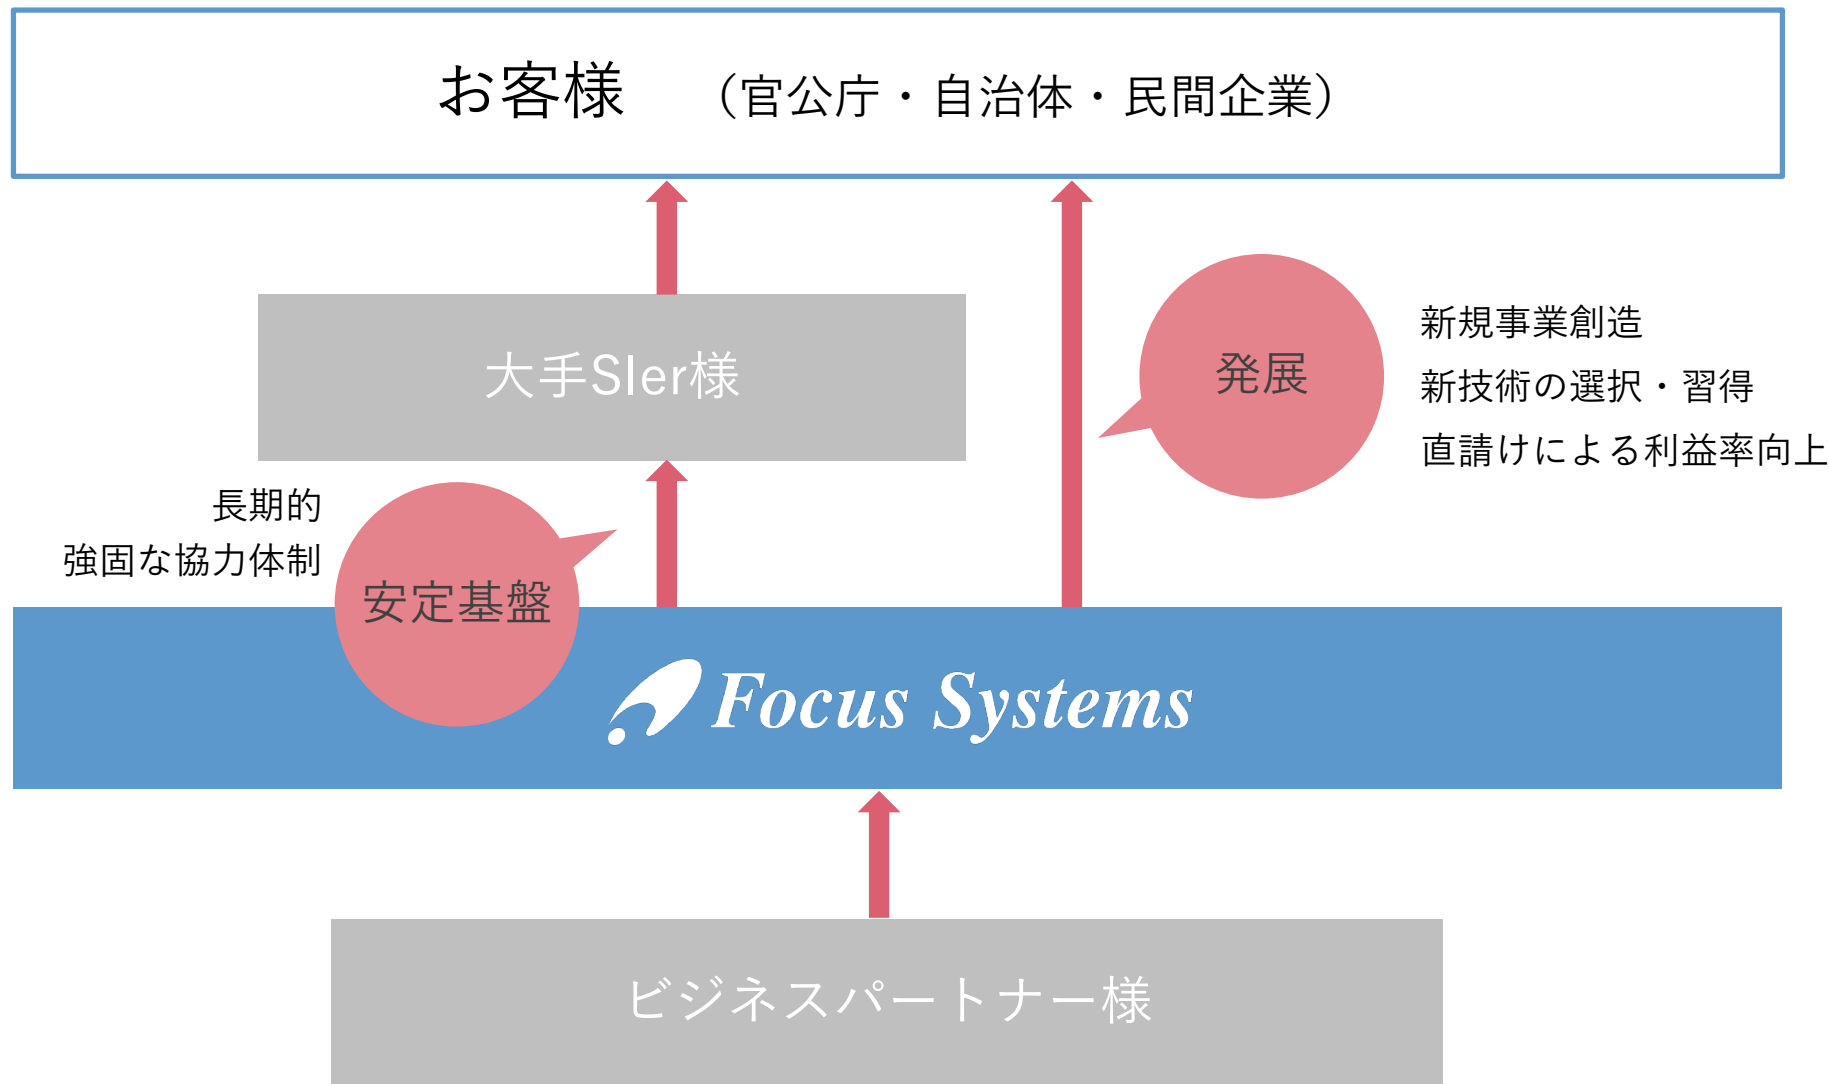 お客様 （官公庁・自治体・民間企業）
大手SIer様
発展
新規事業創造
新技術の選択・習得
直請けによる利益率向上
長期的
強固な協力体制
安定基盤
Focus Systems
ビジネスパートナー様